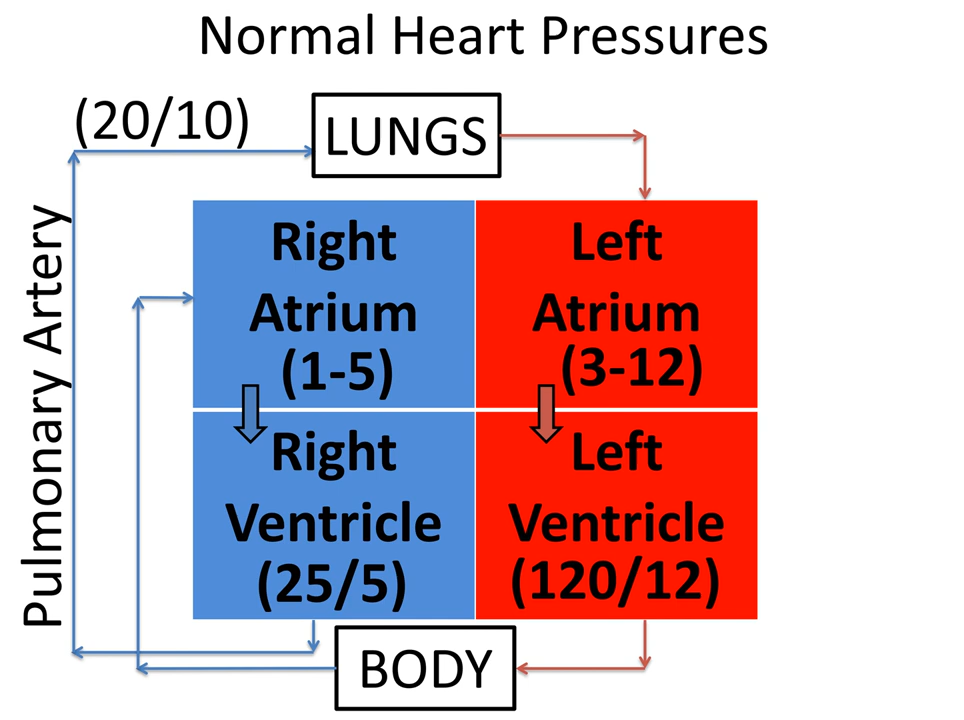 Normal Heart Pressures
(20/10)
LUNGS
Pulmonary Artery
Right
Atrium
(1-5)
Left
Atrium
(3-12)
Right
Ventricle
(25/5)
Left
Ventricle
(120/12)
BODY